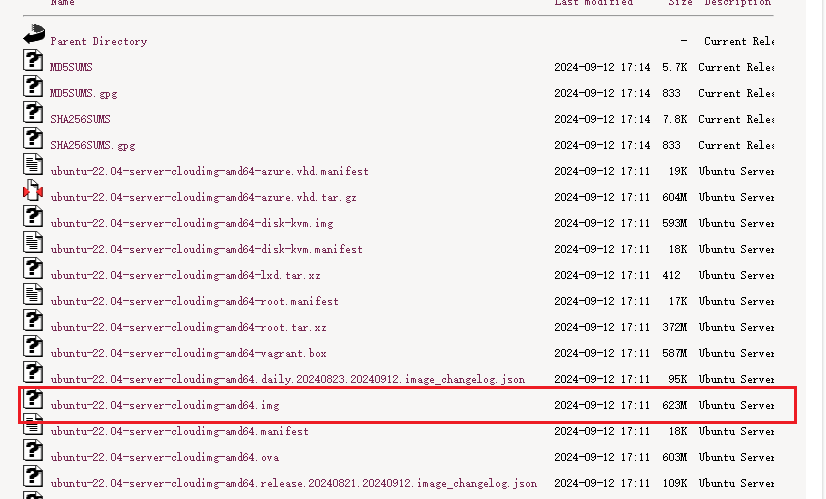 Name Last modified Size Description
Parent Directory - Current Rele
MD5SUMS 2024-09-12 17:14 5.7K Current Relea
MD5SUMS.gpg 2024-09-12 17:14 833 Current Relea
SHA256SUMS 2024-09-12 17:14 7.8K Current Relea
SHA256SUMS.gpg 2024-09-12 17:14 833 Current Relea
ubuntu-22.04-server-cloudimg-amd64-azure.vhd.manifest 2024-09-12 17:11 19K Ubuntu Server
ubuntu-22.04-server-cloudimg-amd64-azure.vhd.tar.gz 2024-09-12 17:11 604M Ubuntu Server
ubuntu-22.04-server-cloudimg-amd64-disk-kvm.img 2024-09-12 17:11 593M Ubuntu Server
ubuntu-22.04-server-cloudimg-amd64-disk-kvm.manifest 2024-09-12 17:11 18K Ubuntu Server
ubuntu-22.04-server-cloudimg-amd64-lxd.tar.xz 2024-09-12 17:11 412 Ubuntu Server
ubuntu-22.04-server-cloudimg-amd64-root.manifest 2024-09-12 17:11 17K Ubuntu Server
ubuntu-22.04-server-cloudimg-amd64-root.tar.xz 2024-09-12 17:11 372M Ubuntu Server
ubuntu-22.04-server-cloudimg-amd64-vagrant.box 2024-09-12 17:11 587M Ubuntu Server
ubuntu-22.04-server-cloudimg-amd64.daily.20240823.20240912.image_changelog.json 2024-09-12 17:11 95K Ubuntu Server
ubuntu-22.04-server-cloudimg-amd64.img 2024-09-12 17:11 623M Ubuntu Server
ubuntu-22.04-server-cloudimg-amd64.manifest 2024-09-12 17:11 18K Ubuntu Server
ubuntu-22.04-server-cloudimg-amd64.ova 2024-09-12 17:11 603M Ubuntu Server
ubuntu-22.04-server-cloudimg-amd64.release.20240821.20240912.image_changelog.json 2024-09-12 17:11 109K Ubuntu Server